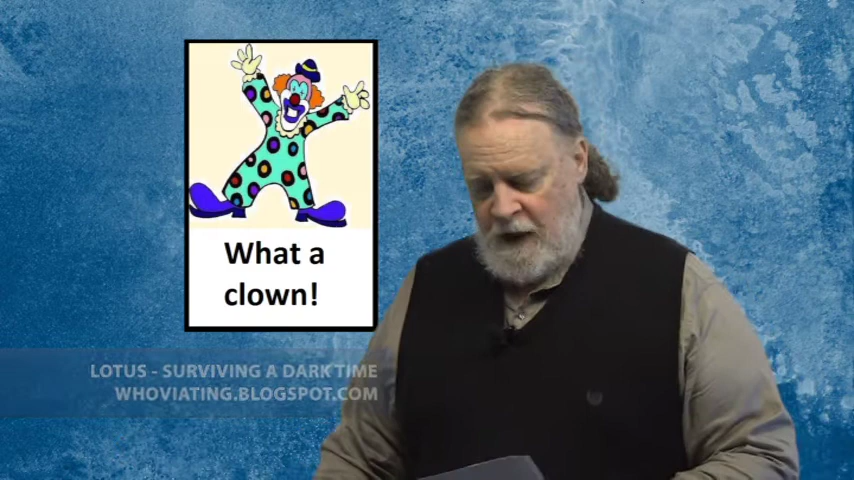 What a
clown!
LOTUS - SURVIVING A DARK TIME
WHOVIATING.BLOGSPOT.COM